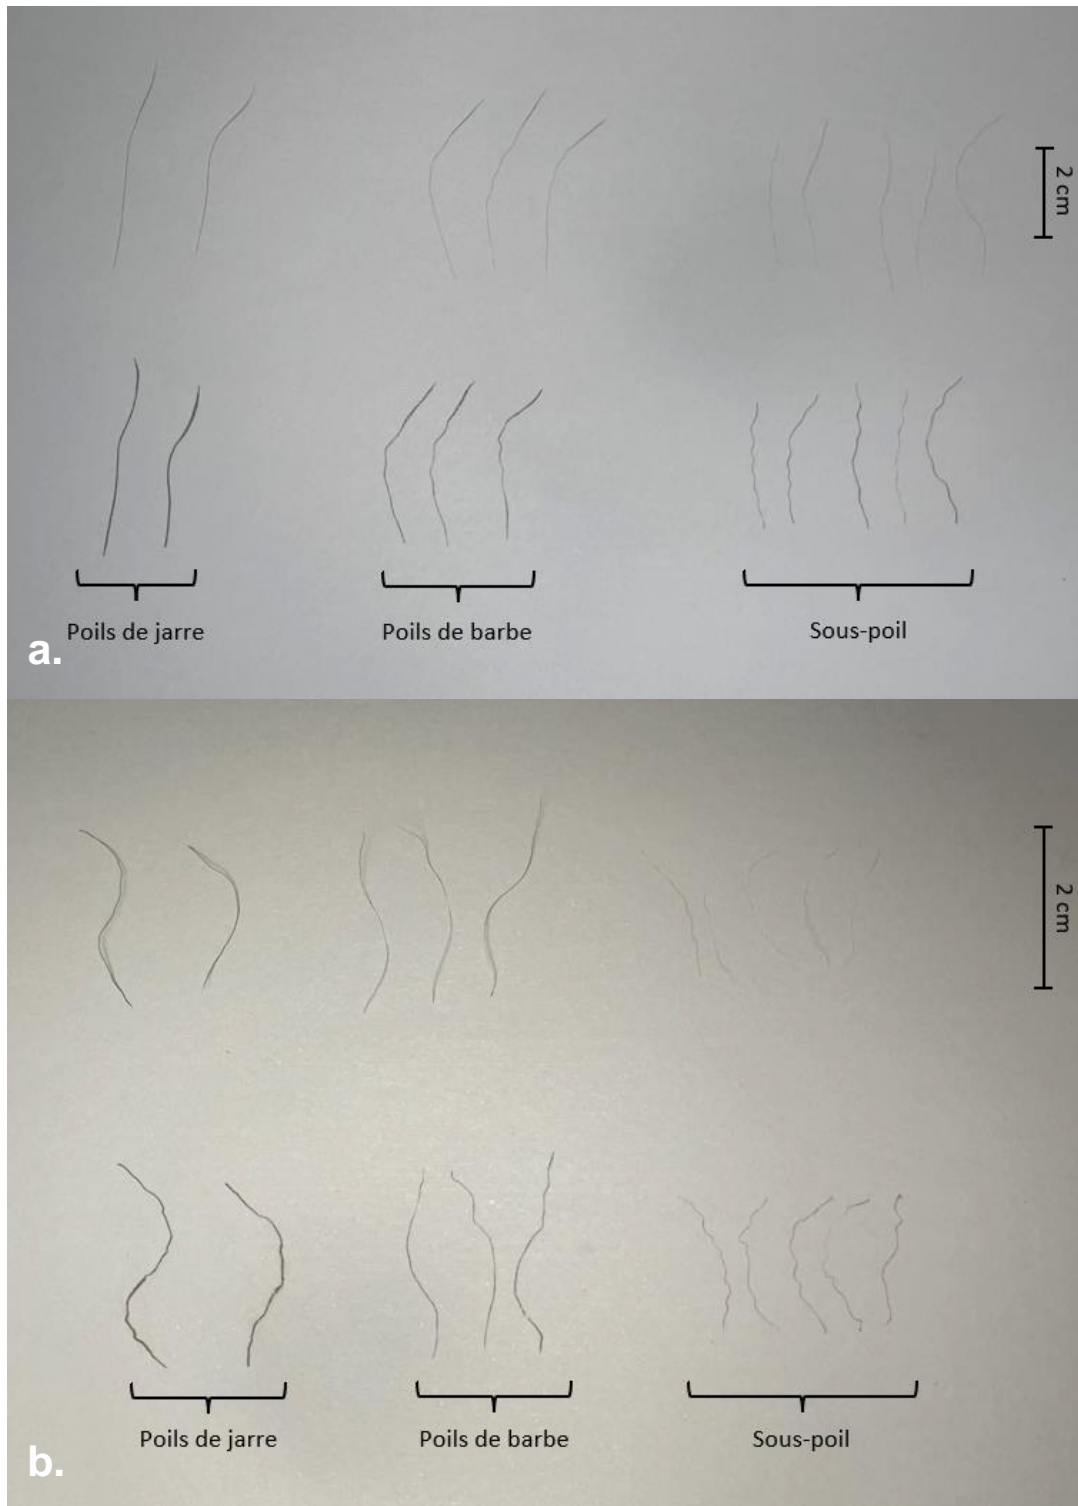 2 cm
Poils de jarre
Poils de barbe
Sous-poil
a.
2 cm
Poils de jarre
Poils de barbe
Sous-poil
b.